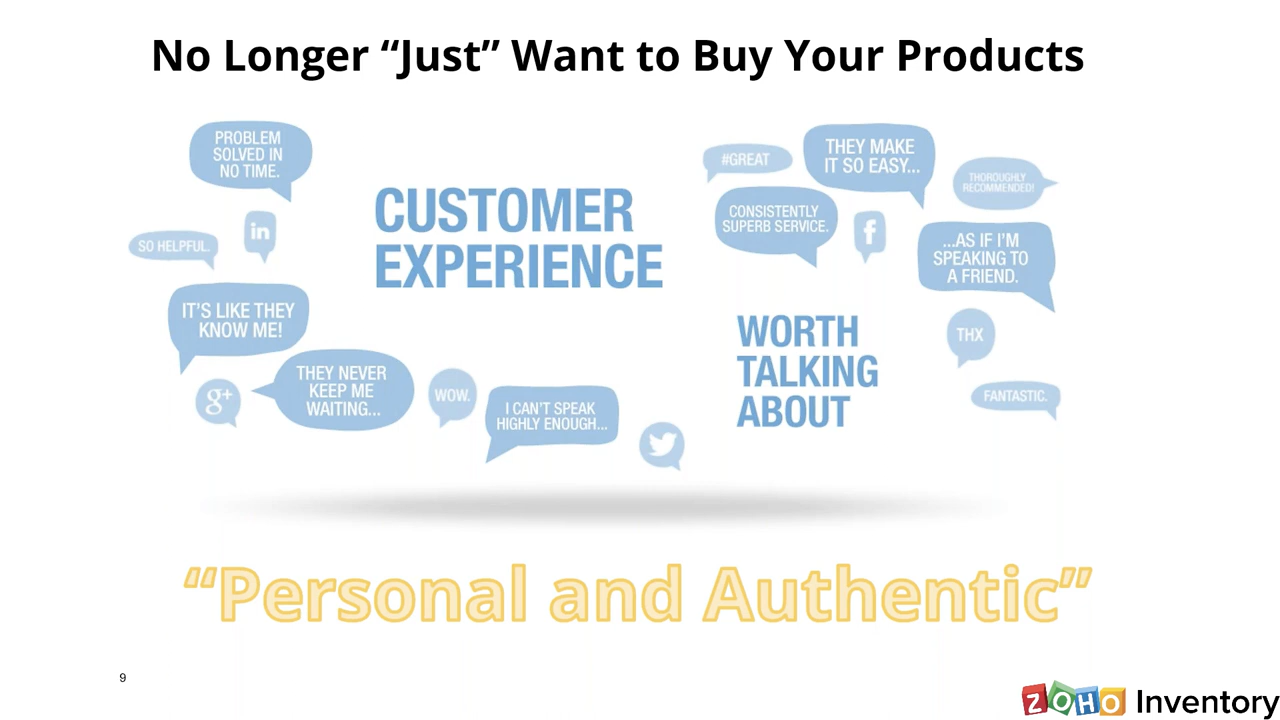 No Longer “Just” Want to Buy Your Products
PROBLEM
SOLVED IN
NO TIME.
in
SO HELPFUL.
IT’S LIKE THEY
KNOW ME!
g+
THEY NEVER
KEEP ME
WAITING...
WOW.
I CAN’T SPEAK
HIGHLY ENOUGH...
CUSTOMER
EXPERIENCE
#GREAT
THEY MAKE
IT SO EASY...
THOROUGHLY
RECOMMENDED!
CONSISTENTLY
SUPERB SERVICE.
f
...AS IF I’M
SPEAKING TO
A FRIEND.
WORTH
TALKING
ABOUT
THX
FANTASTIC.
“Personal and Authentic”
9
ZOHO Inventory